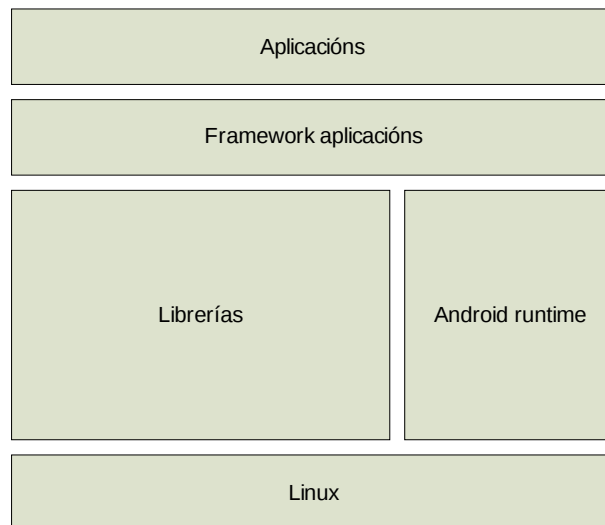 Aplicacións
Framework aplicacións
Librerías
Android runtime
Linux